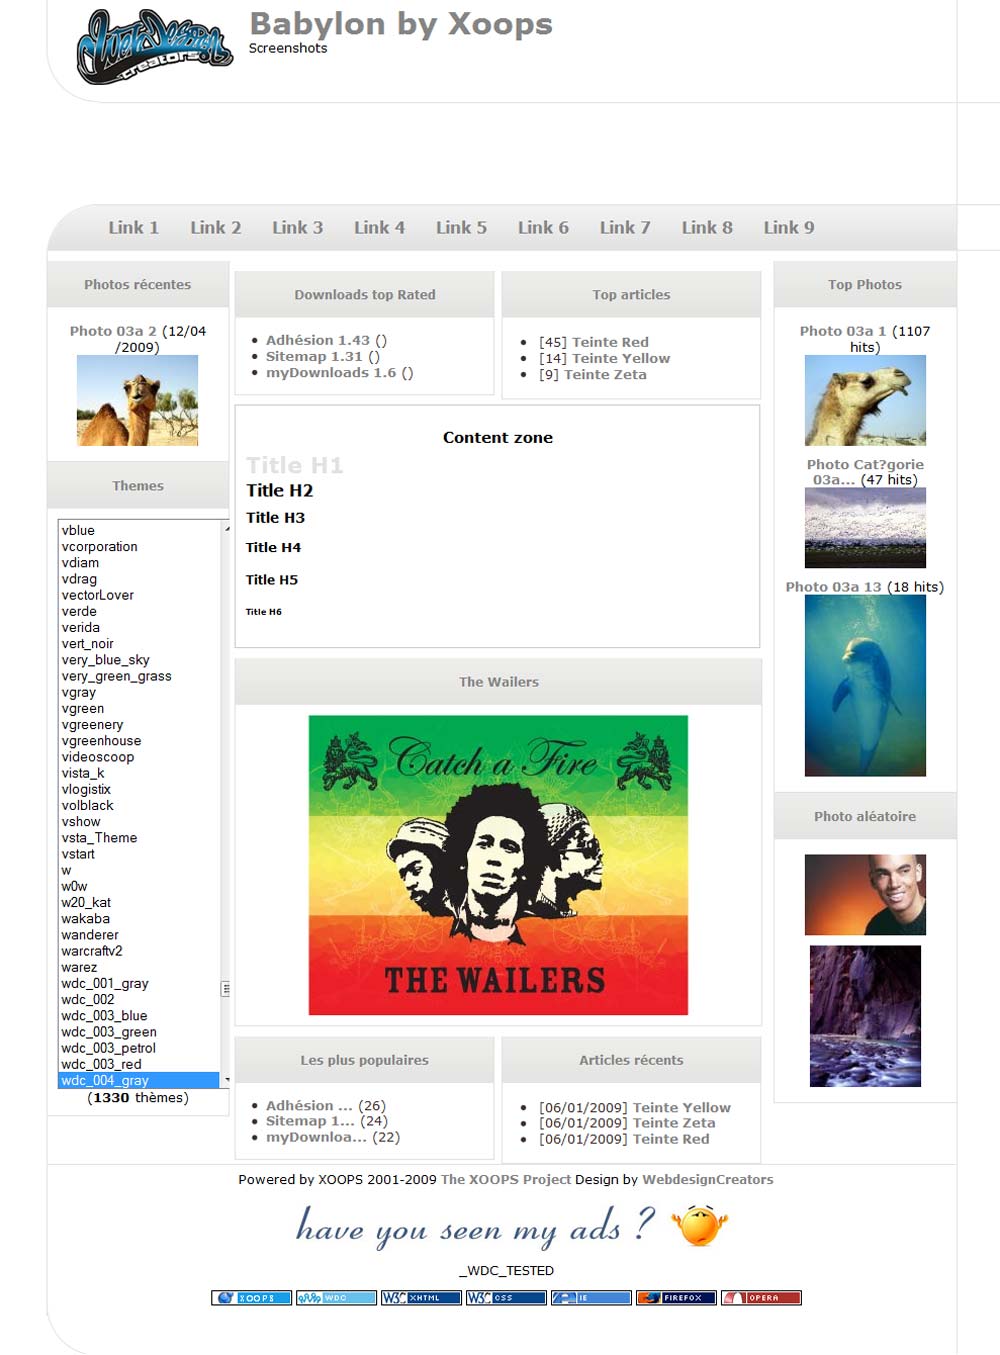 WebDesign
creators
Babylon by Xoops
Screenshots
Link 1 Link 2 Link 3 Link 4 Link 5 Link 6 Link 7 Link 8 Link 9
Photos récentes
Photo 03a 2 (12/04
/2009)
Themes
vblue
vcorporation
vdiam
vdrag
vectorLover
verde
verida
vert_noir
very_blue_sky
very_green_grass
vgray
vgreen
vgreenery
vgreenhouse
videoscoop
vista_k
vlogistix
volblack
vshow
vsta_Theme
vstart
w
w0w
w20_kat
wakaba
wanderer
warcraftv2
warez
wdc_001_gray
wdc_002
wdc_003_blue
wdc_003_green
wdc_003_petrol
wdc_003_red
wdc_004_gray
(1330 thèmes)
Downloads top Rated
Adhésion 1.43 ()
Sitemap 1.31 ()
myDownloads 1.6 ()
Top articles
[45] Teinte Red
[14] Teinte Yellow
[9] Teinte Zeta
Content zone
Title H1
Title H2
Title H3
Title H4
Title H5
Title H6
The Wailers
Catch a Fire
THE WAILERS
Les plus populaires
Adhésion ... (26)
Sitemap 1... (24)
myDownloa... (22)
Articles récents
[06/01/2009] Teinte Yellow
[06/01/2009] Teinte Zeta
[06/01/2009] Teinte Red
Top Photos
Photo 03a 1 (1107
hits)
Photo Cat?gorie
03a... (47 hits)
Photo 03a 13 (18 hits)
Photo aléatoire
Powered by XOOPS 2001-2009 The XOOPS Project Design by WebdesignCreators
have you seen my ads ?
_WDC_TESTED
XOOPS WDC W3C XHTML W3C CSS IE FIREFOX OPERA